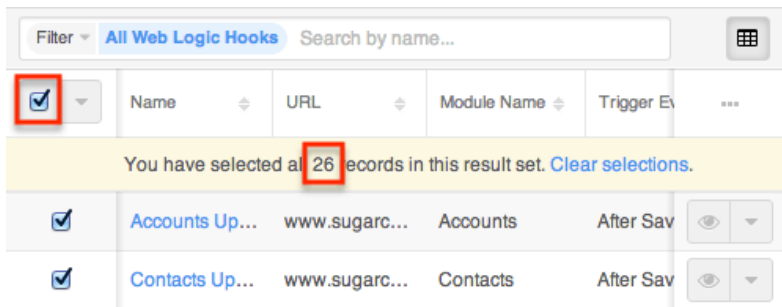 Filter All Web Logic Hooks Search by name...
Name URL Module Name Trigger Ev
You have selected al 26 ecords in this result set. Clear selections.
Accounts Up... www.sugarc... Accounts After Sav
Contacts Up... www.sugarc... Contacts After Sav